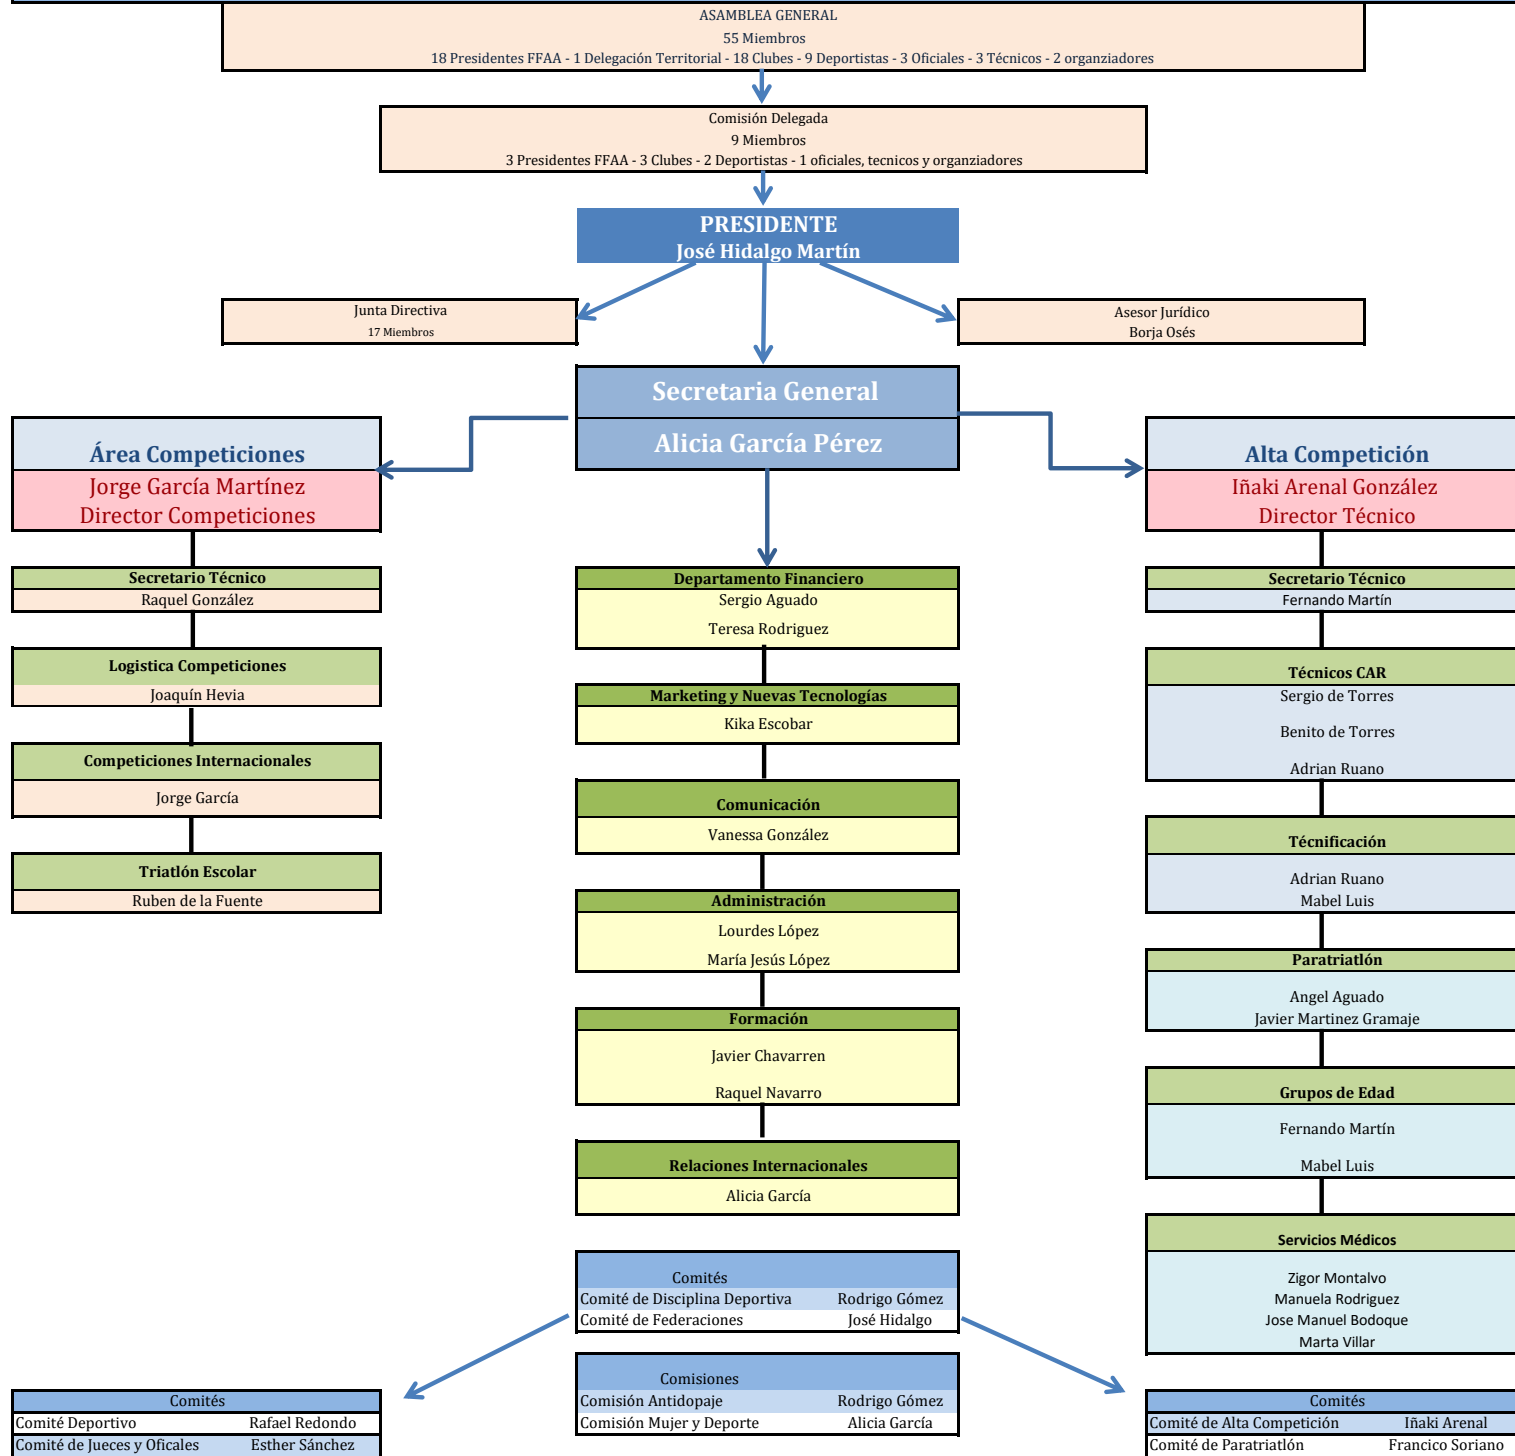 ASAMBLEA GENERAL
55 Miembros
18 Presidentes FFAA - 1 Delegación Territorial - 18 Clubes - 9 Deportistas - 3 Oficiales - 3 Técnicos - 2 organziadores
Comisión Delegada
9 Miembros
3 Presidentes FFAA - 3 Clubes - 2 Deportistas - 1 oficiales, tecnicos y organziadores
PRESIDENTE
José Hidalgo Martín
Junta Directiva
17 Miembros
Asesor Jurídico
Borja Osés
Secretaria General
Alicia García Pérez
Área Competiciones
Jorge García Martínez
Director Competiciones
Secretario Técnico
Raquel González
Logistica Competiciones
Joaquín Hevia
Competiciones Internacionales
Jorge García
Triatlón Escolar
Ruben de la Fuente
Departamento Financiero
Sergio Aguado
Teresa Rodriguez
Marketing y Nuevas Tecnologías
Kika Escobar
Comunicación
Vanessa González
Administración
Lourdes López
María Jesús López
Formación
Javier Chavarren
Raquel Navarro
Relaciones Internacionales
Alicia García
Alta Competición
Iñaki Arenal González
Director Técnico
Secretario Técnico
Fernando Martín
Técnicos CAR
Sergio de Torres
Benito de Torres
Adrian Ruano
Técnificación
Adrian Ruano
Mabel Luis
Paratriatlón
Angel Aguado
Javier Martinez Gramaje
Grupos de Edad
Fernando Martín
Mabel Luis
Servicios Médicos
Zigor Montalvo
Manuela Rodriguez
Jose Manuel Bodoque
Marta Villar
Comités
Comité de Disciplina Deportiva Rodrigo Gómez
Comité de Federaciones José Hidalgo
Comisiones
Comisión Antidopaje Rodrigo Gómez
Comisión Mujer y Deporte Alicia García
Comités
Comité Deportivo Rafael Redondo
Comité de Jueces y Oficales Esther Sánchez
Comités
Comité de Alta Competición Iñaki Arenal
Comité de Paratriatlón Francico Soriano